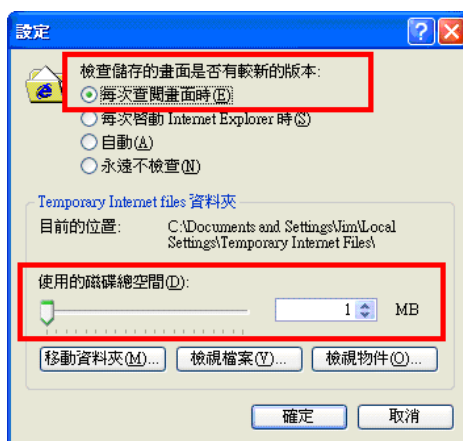 設定
檢查儲存的畫面是否有較新的版本:
每次查閱畫面時(E)
每次啓動 Internet Explorer 時(S)
自動(A)
永遠不檢查(N)
Temporary Internet files 資料夾
目前的位置: C:\Documents and Settings\Jim\Local
Settings\Temporary Internet Files\
使用的磁碟總空間(D):
1 MB
移動資料夾(M)... 檢視檔案(V)... 檢視物件(O)...
確定 取消